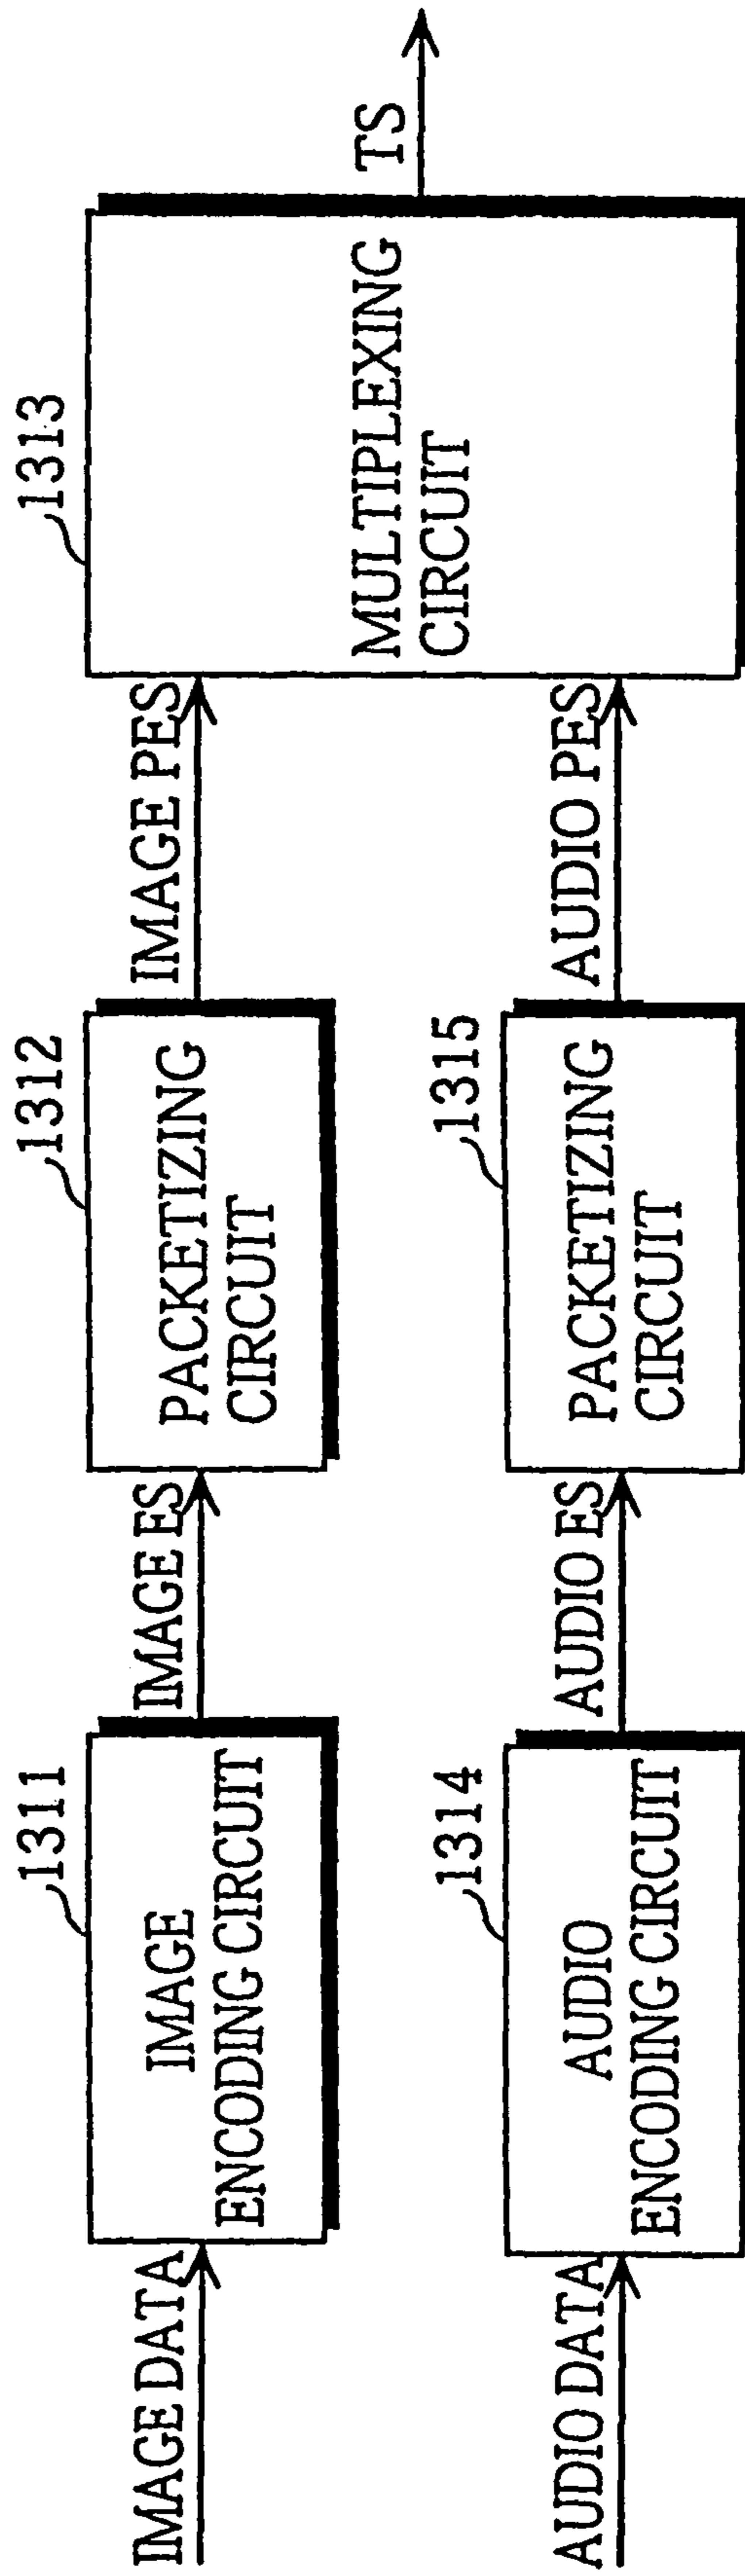 IMAGE DATA
1311
IMAGE
ENCODING CIRCUIT
IMAGE ES
1312
PACKETIZING
CIRCUIT
IMAGE PES
1313
MULTIPLEXING
CIRCUIT
TS
AUDIO DATA
1314
AUDIO
ENCODING CIRCUIT
AUDIO ES
1315
PACKETIZING
CIRCUIT
AUDIO PES